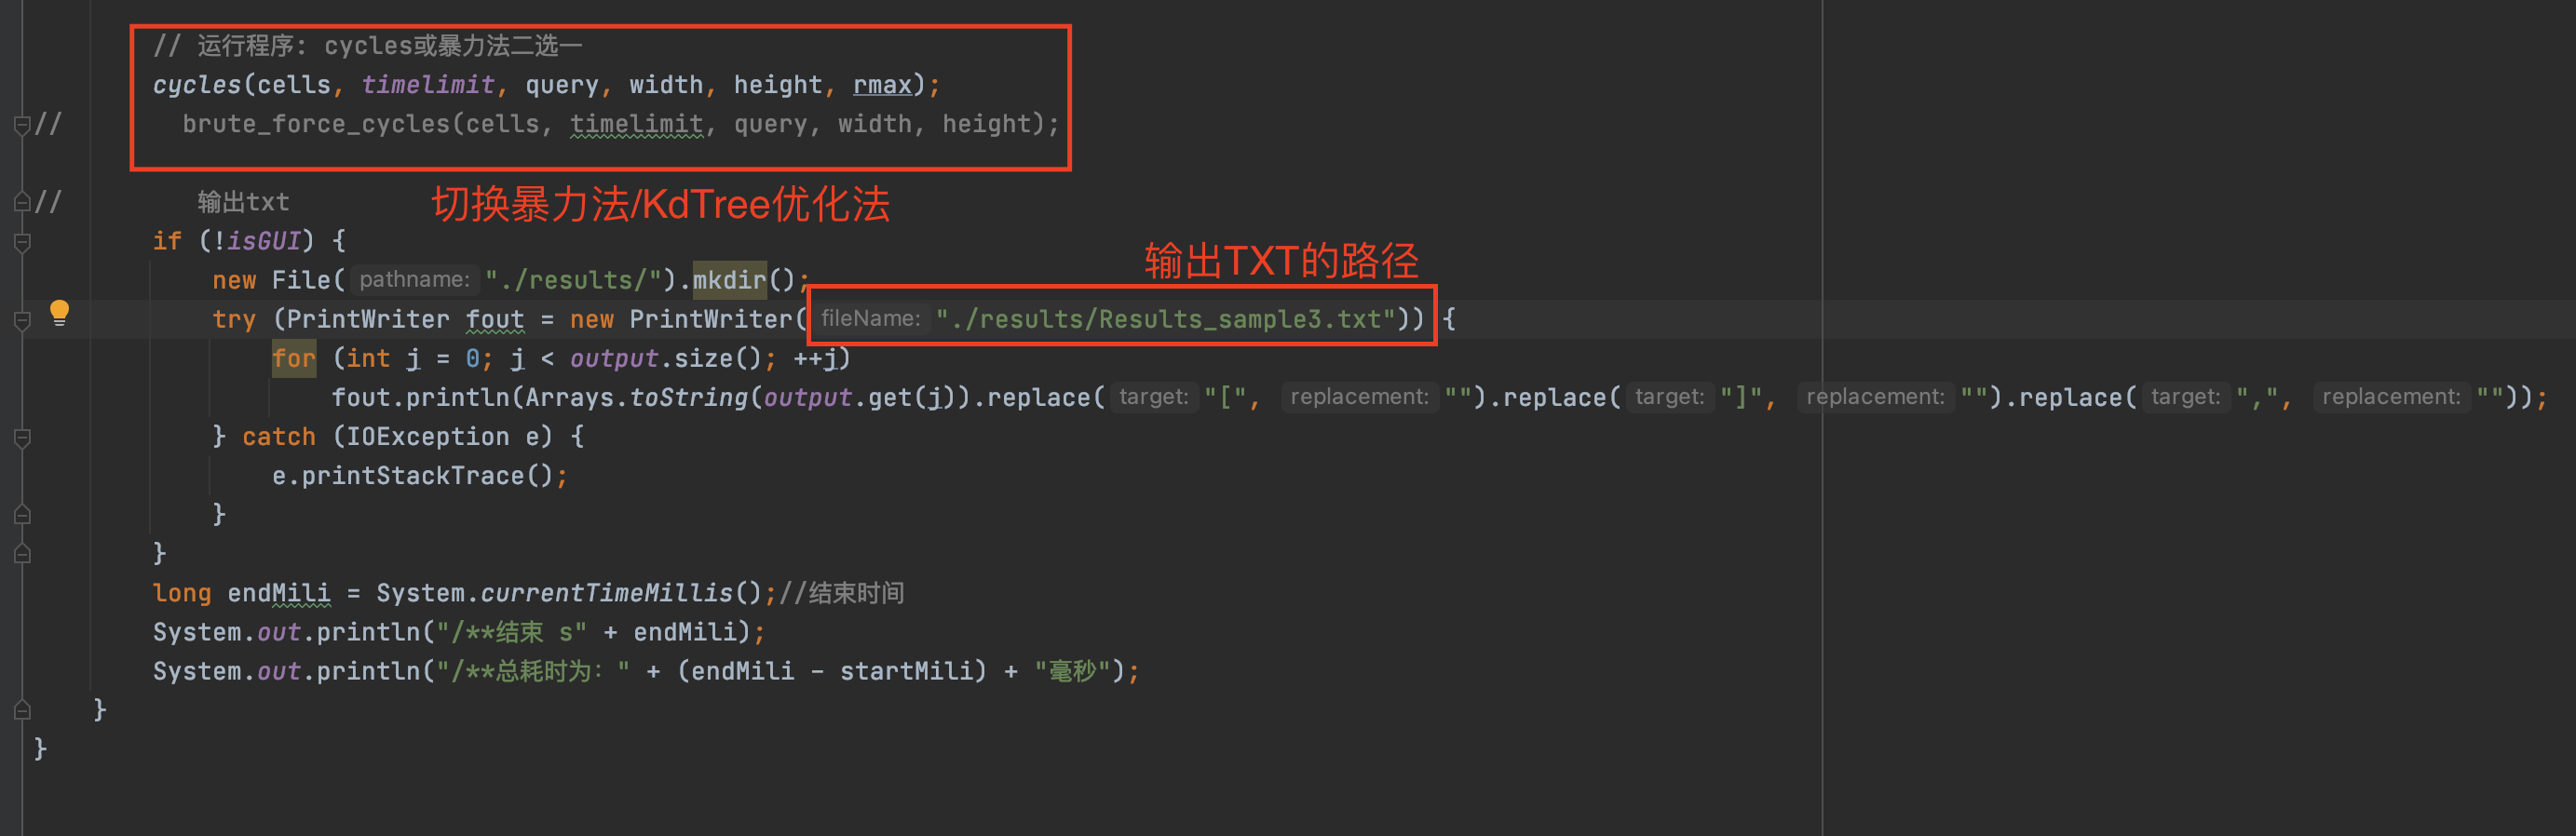 // 运行程序: cycles或暴力法二选一
cycles(cells, timelimit, query, width, height, rmax);
// brute_force_cycles(cells, timelimit, query, width, height);
// 输出txt
切换暴力法/KdTree优化法
if (!isGUI) {
输出TXT的路径
new File( pathname: "./results/").mkdir();
try (PrintWriter fout = new PrintWriter( fileName: "./results/Results_sample3.txt")) {
for (int j = 0; j < output.size(); ++j)
fout.println(Arrays.toString(output.get(j)).replace( target: "[", replacement: "").replace( target: "]", replacement: "").replace( target: ",", replacement: ""));
} catch (IOException e) {
e.printStackTrace();
}
}
long endMili = System.currentTimeMillis();//结束时间
System.out.println("/**结束 s" + endMili);
System.out.println("/**总耗时为: " + (endMili - startMili) + "毫秒");
}
}